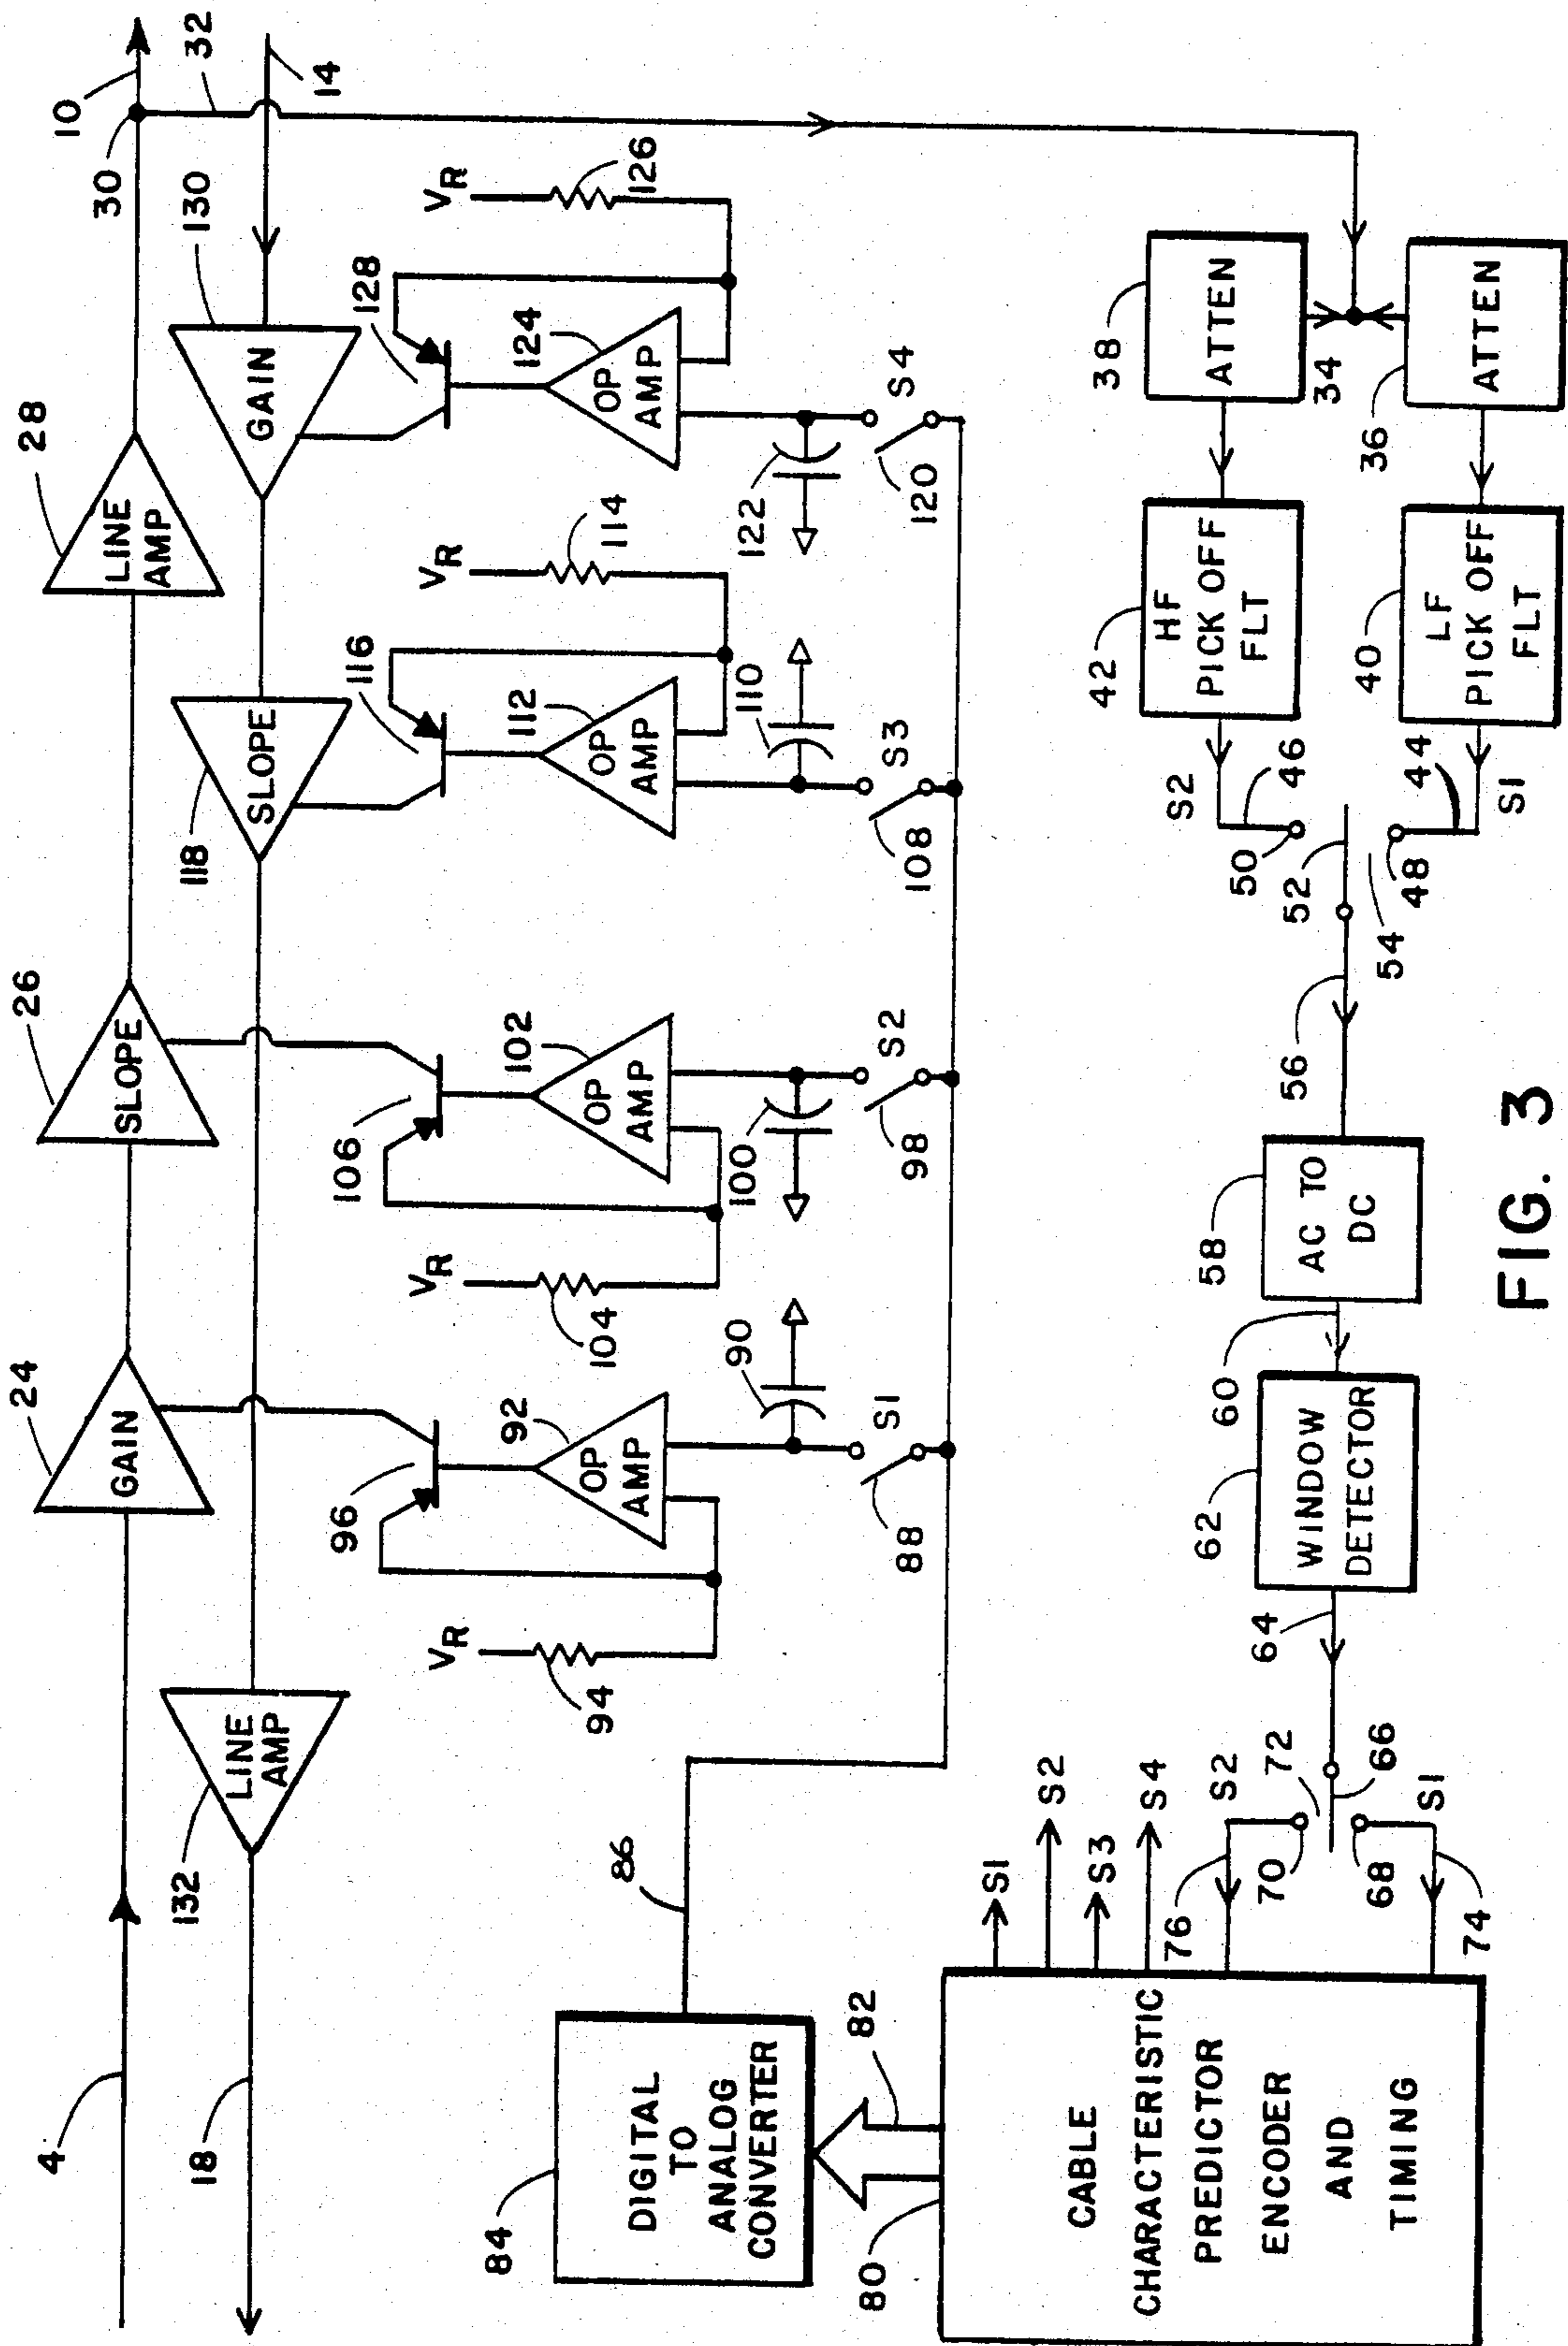 4
24
GAIN
26
SLOPE
28
LINE
AMP
30
10
32
14
18
132
LINE
AMP
118
SLOPE
130
GAIN
VR
94
96
92
OP
AMP
90
S1
88
VR
104
106
102
OP
AMP
100
S2
98
116
112
OP
AMP
110
VR
114
S3
108
128
124
OP
AMP
122
VR
126
S4
120
86
84
DIGITAL
TO
ANALOG
CONVERTER
82
80
CABLE
CHARACTERISTIC
PREDICTOR
ENCODER
AND
TIMING
S1
S2
S3
S4
76
S2
70
72
66
68
S1
74
64
62
WINDOW
DETECTOR
60
58
AC TO
DC
56
54
52
50
46
S2
48
44
S1
42
HF
PICK OFF
FLT
40
LF
PICK OFF
FLT
38
ATTEN
34
36
ATTEN
FIG. 3